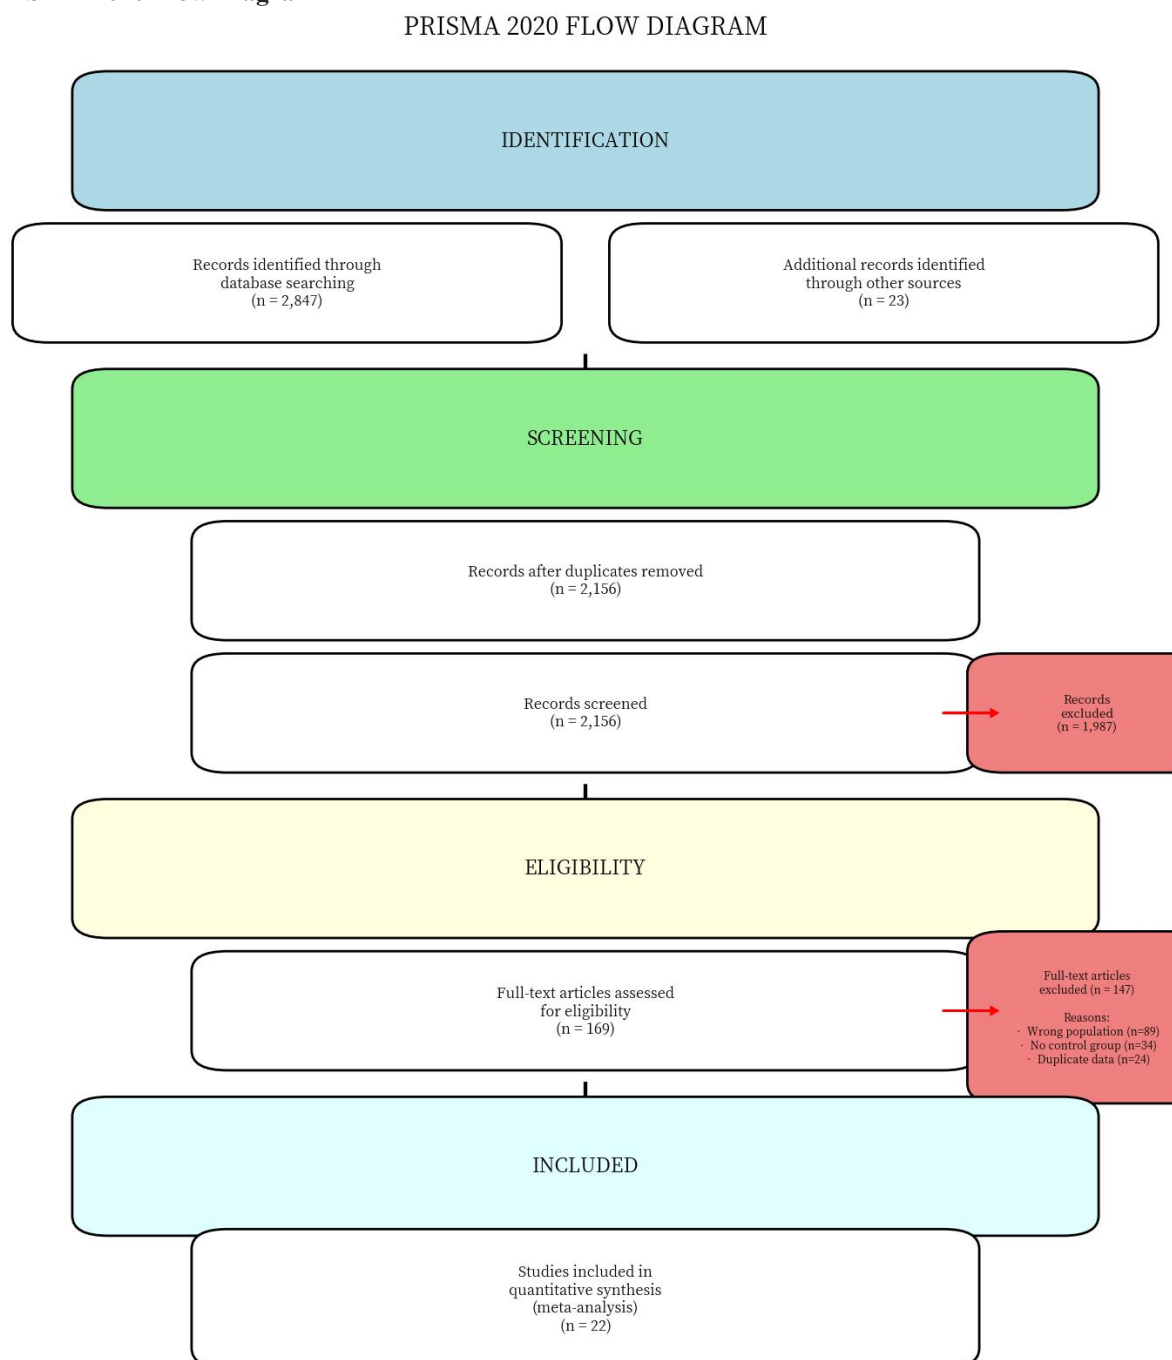 PRISMA 2020 FLOW DIAGRAM
IDENTIFICATION
Records identified through
database searching
(n = 2,847)
Additional records identified
through other sources
(n = 23)
SCREENING
Records after duplicates removed
(n = 2,156)
Records screened
(n = 2,156)
Records
excluded
(n = 1,987)
ELIGIBILITY
Full-text articles assessed
for eligibility
(n = 169)
Full-text articles
excluded (n = 147)
Reasons:
· Wrong population (n=89)
· No control group (n=34)
· Duplicate data (n=24)
INCLUDED
Studies included in
quantitative synthesis
(meta-analysis)
(n = 22)